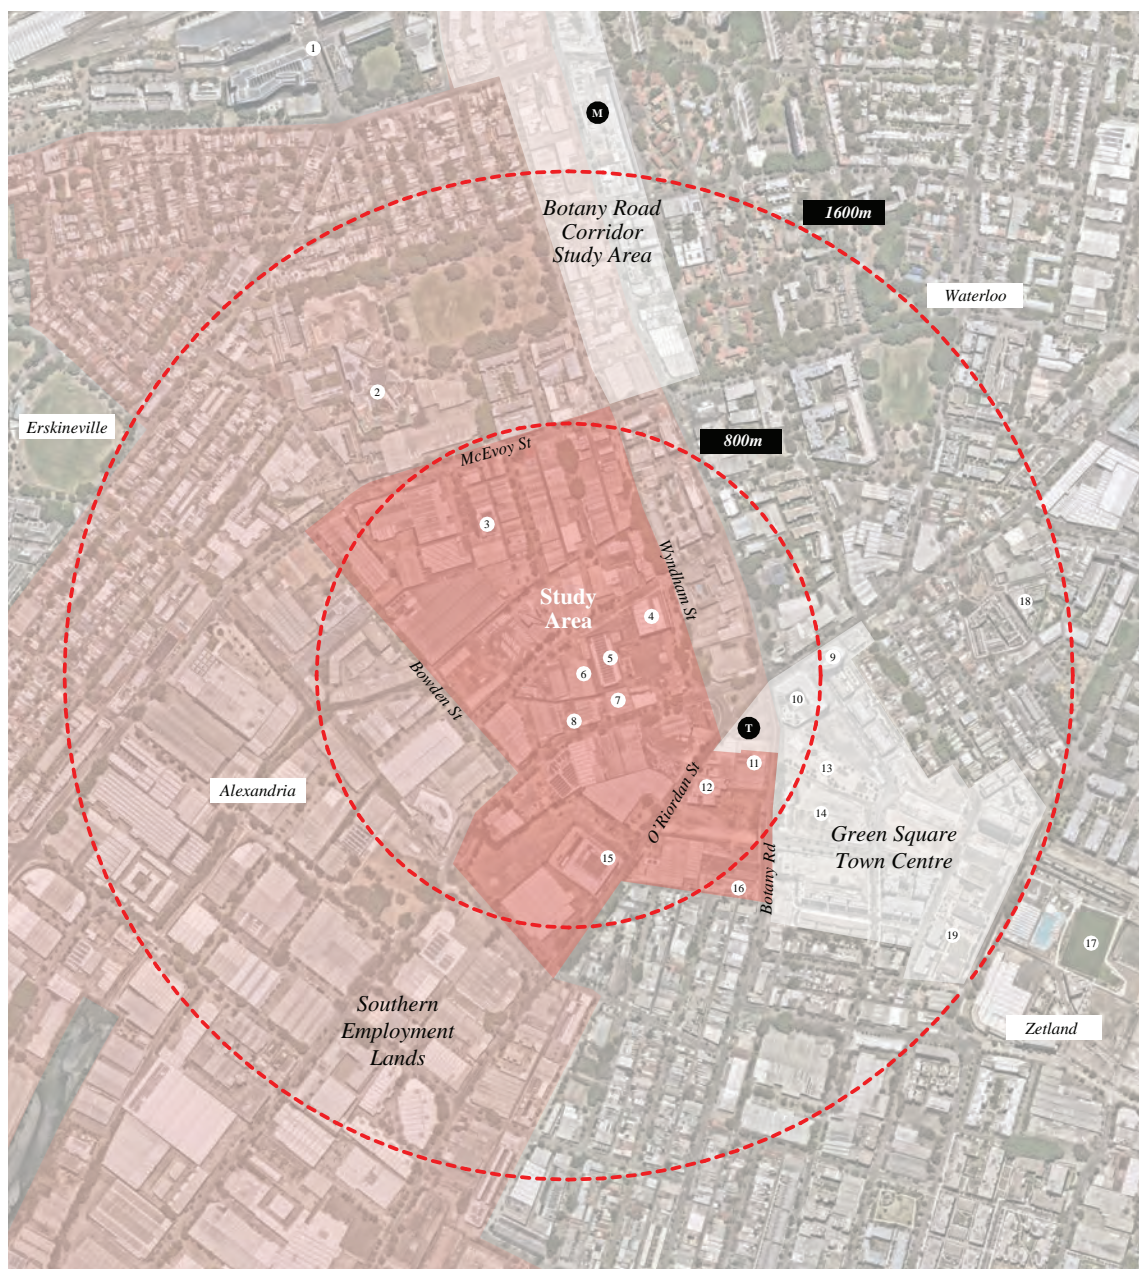 1
M
Botany Road
Corridor
Study Area
1600m
Waterloo
2
Erskineville
800m
McEvoy St
3
Wyndham St
Study
Area
18
4
9
5
6
Bowden St
7
10
8
T
11
13
Alexandria
12
O'Riordan St
14
Green Square
Town Centre
15
Botany Rd
16
19
17
Southern
Employment
Lands
Zetland